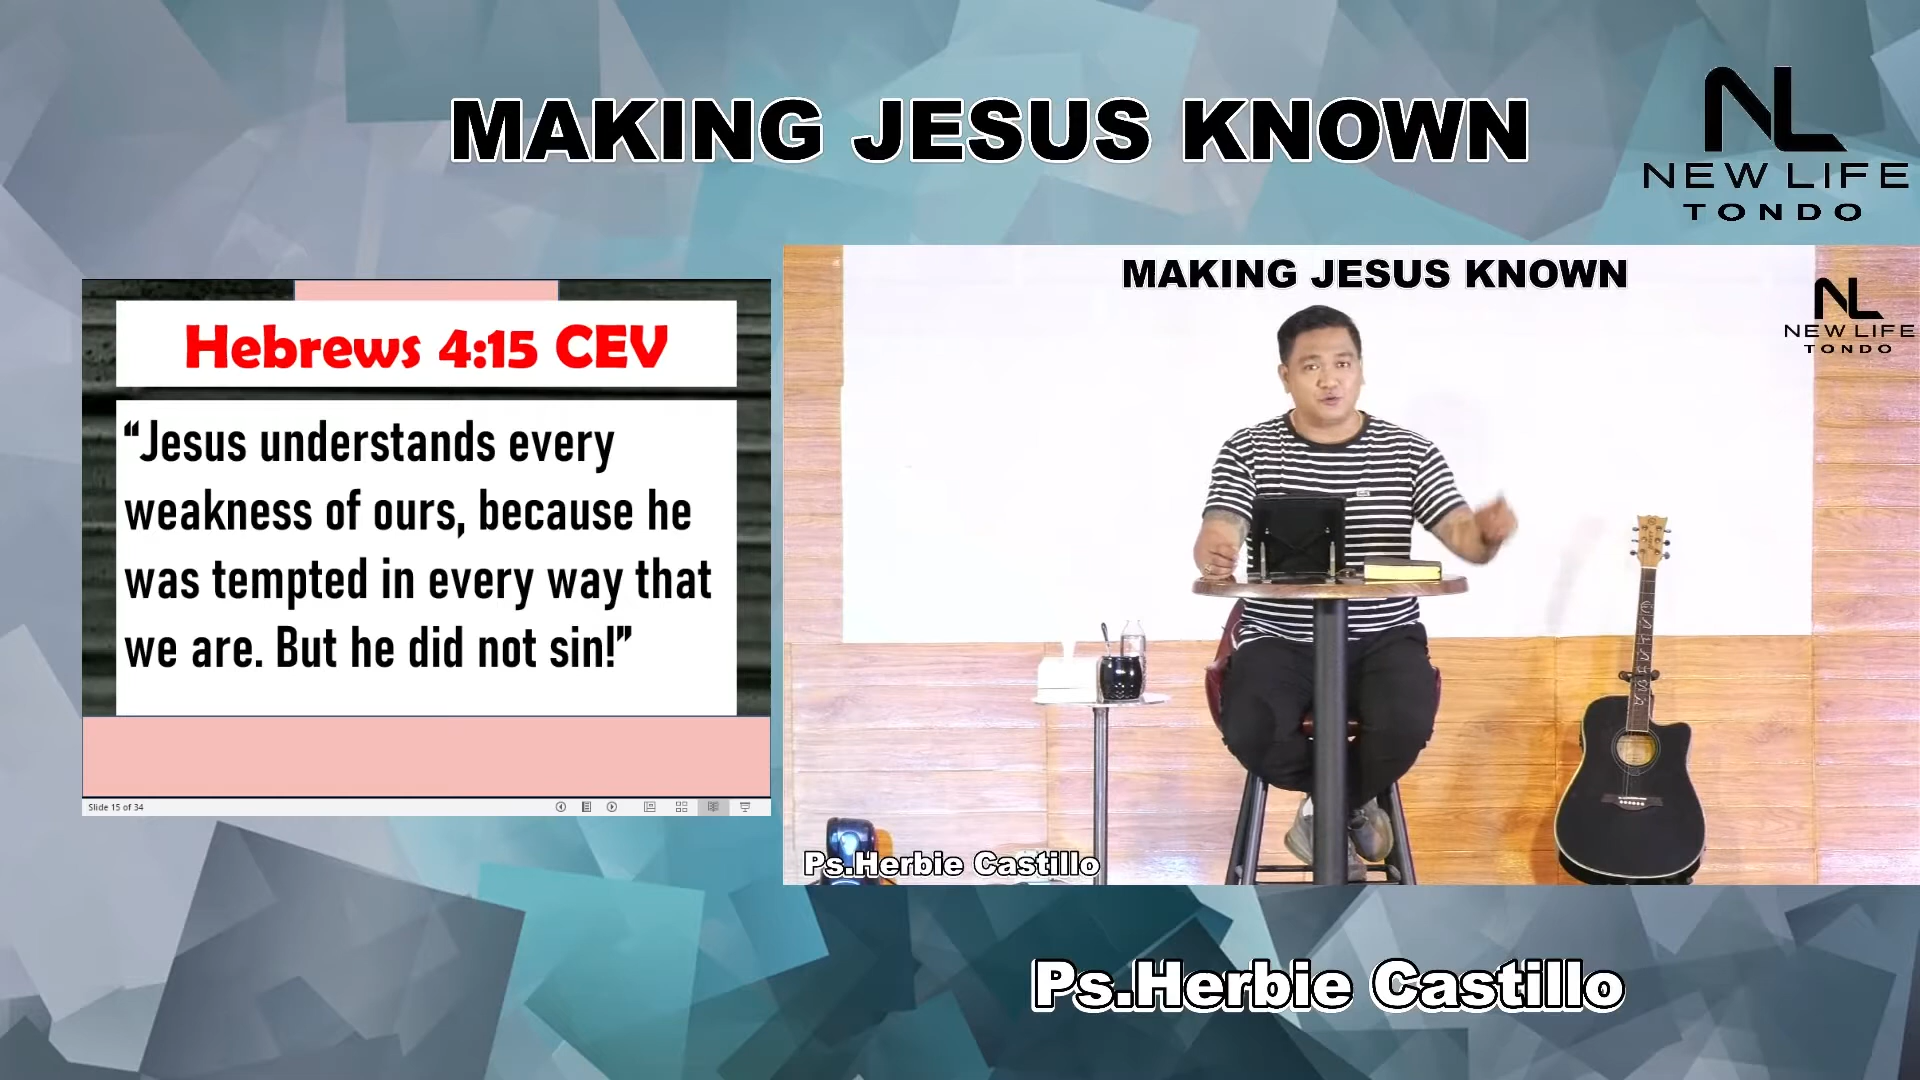 MAKING JESUS KNOWN
NL
NEW LIFE
TONDO
Hebrews 4:15 CEV
“Jesus understands every
weakness of ours, because he
was tempted in every way that
we are. But he did not sin!”
Slide 15 of 34
MAKING JESUS KNOWN
NL
NEW LIFE
TONDO
Ps.Herbie Castillo
Ps.Herbie Castillo